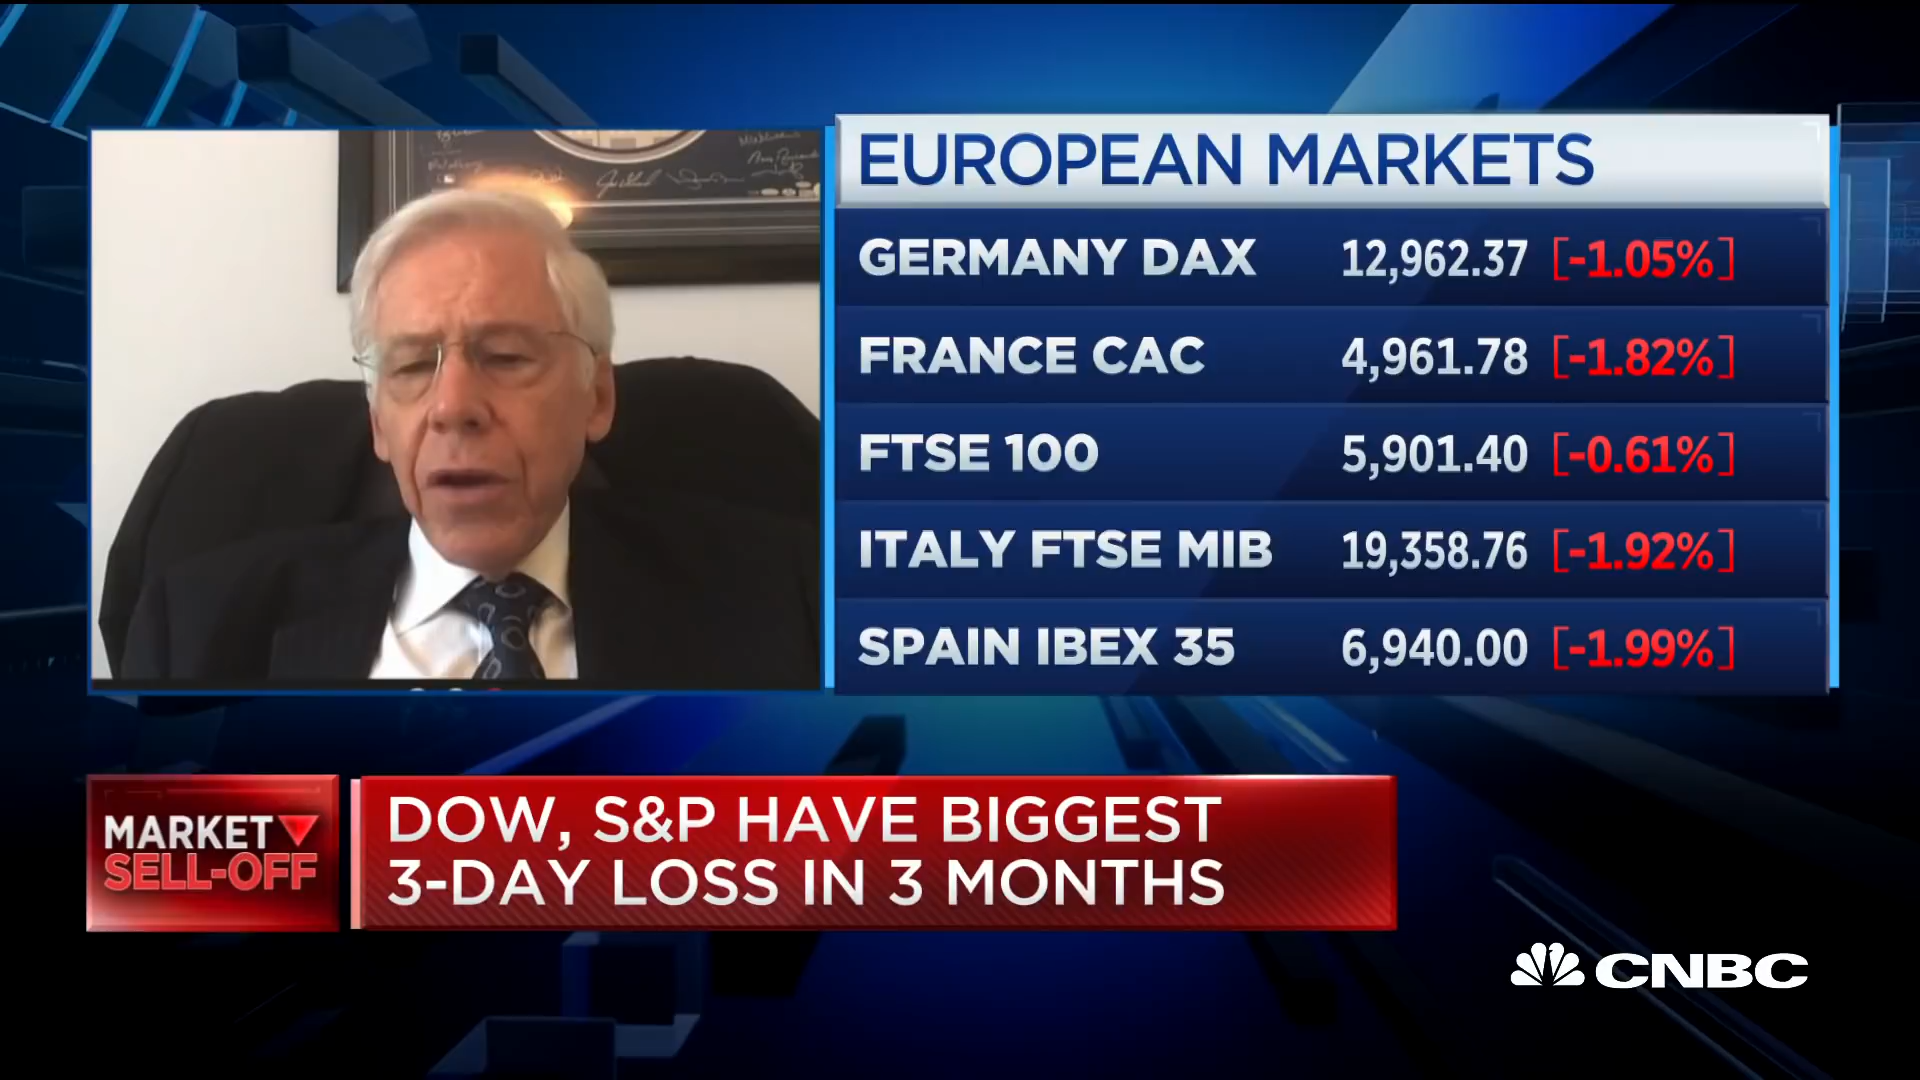 EUROPEAN MARKETS
GERMANY DAX 12,962.37 [-1.05%]
FRANCE CAC 4,961.78 [-1.82%]
FTSE 100 5,901.40 [-0.61%]
ITALY FTSE MIB 19,358.76 [-1.92%]
SPAIN IBEX 35 6,940.00 [-1.99%]
MARKET
SELL-OFF
DOW, S&P HAVE BIGGEST
3-DAY LOSS IN 3 MONTHS
CNBC